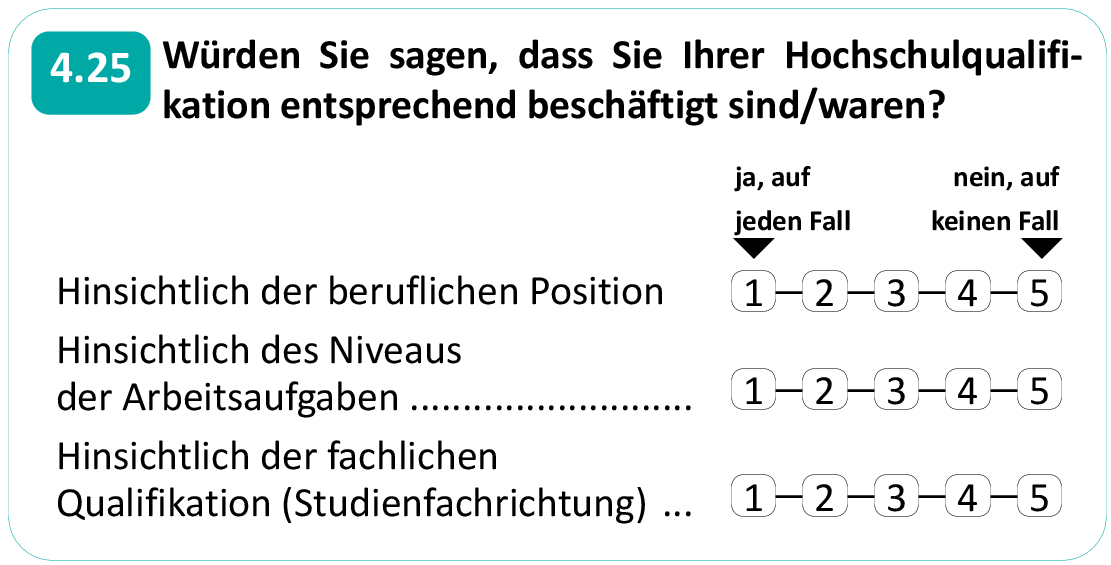 4.25 Würden Sie sagen, dass Sie Ihrer Hochschulqualifi-
kation entsprechend beschäftigt sind/waren?
ja, auf nein, auf
jeden Fall keinen Fall
Hinsichtlich der beruflichen Position 1 2 3 4 5
Hinsichtlich des Niveaus
der Arbeitsaufgaben ........................... 1 2 3 4 5
Hinsichtlich der fachlichen
Qualifikation (Studienfachrichtung) ... 1 2 3 4 5